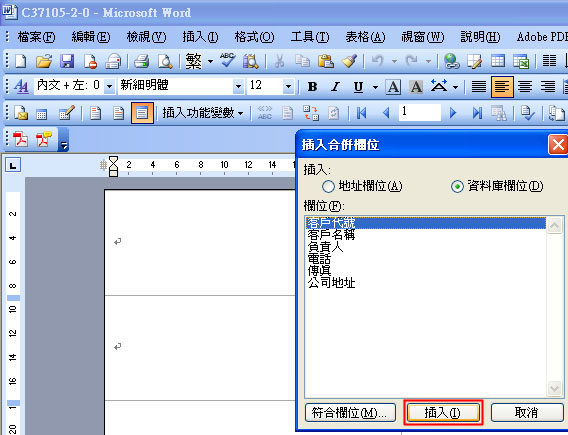 C37105-2-0 - Microsoft Word
檔案(F) 編輯(E) 檢視(V) 插入(I) 格式(O) 工具(T) 表格(A) 視窗(W) 說明(H) Adobe PDF
繁 ABC
內文 + 左: 0 新細明體 12 B I U A A
插入功能變數 ABC 1
L 2 4 6 8 10 12 14
插入合併欄位
插入:
地址欄位(A) 資料庫欄位(D)
欄位(F):
客戶代號
客戶名稱
負責人
電話
傳真
公司地址
符合欄位(M)... 插入(I) 取消
2
4
6
8
10
12
14
16
18
20